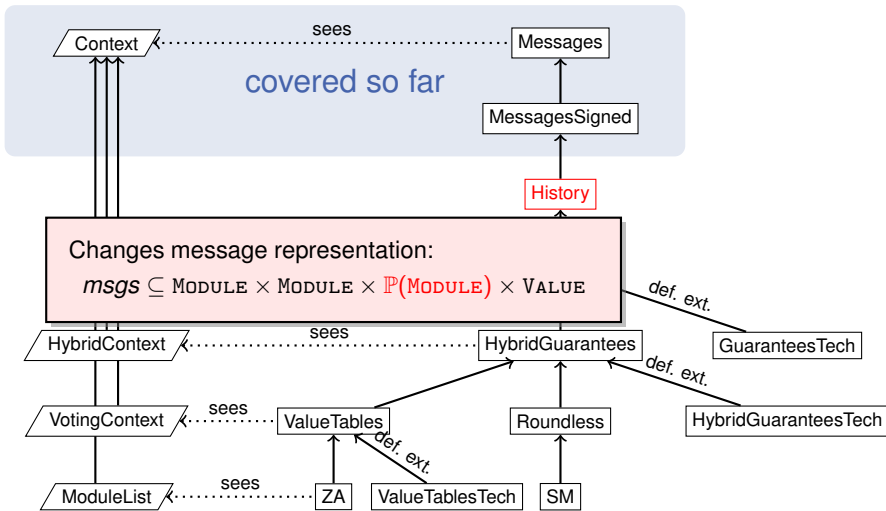 sees
Context
Messages
covered so far
MessagesSigned
History
Changes message representation:
msgs ⊆ MODULE × MODULE × ℙ(MODULE) × VALUE
def. ext.
sees
HybridContext
HybridGuarantees
GuaranteesTech
def. ext.
sees
VotingContext
ValueTables
Roundless
HybridGuaranteesTech
def. ext.
sees
ModuleList
ZA
ValueTablesTech
SM